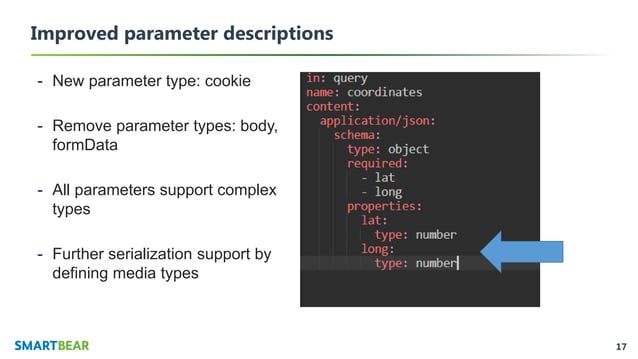 Improved parameter descriptions
- New parameter type: cookie
- Remove parameter types: body,
formData
- All parameters support complex
types
- Further serialization support by
defining media types
in: query
name: coordinates
content:
application/json:
schema:
type: object
required:
- lat
- long
properties:
lat:
type: number
long:
type: number
SMARTBEAR
17